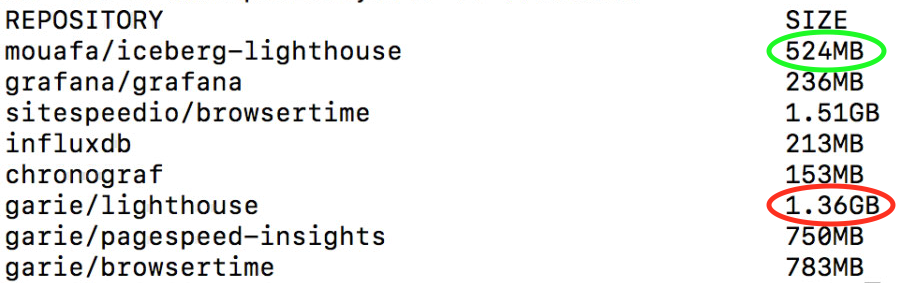 REPOSITORY SIZE
mouafa/iceberg-lighthouse 524MB
grafana/grafana 236MB
sitespeedio/browsertime 1.51GB
influxdb 213MB
chronograf 153MB
garie/lighthouse 1.36GB
garie/pagespeed-insights 750MB
garie/browsertime 783MB